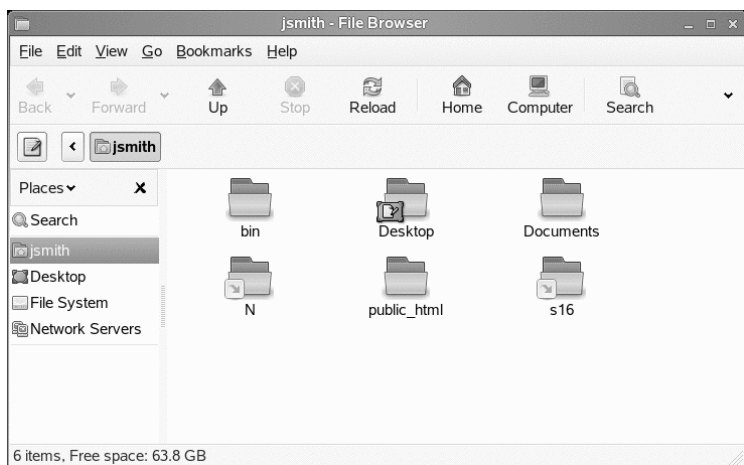 jsmith - File Browser
File Edit View Go Bookmarks Help
Back Forward Up Stop Reload Home Computer Search
jsmith
Places
Search
jsmith
Desktop
File System
Network Servers
bin Desktop Documents
N public_html s16
6 items, Free space: 63.8 GB